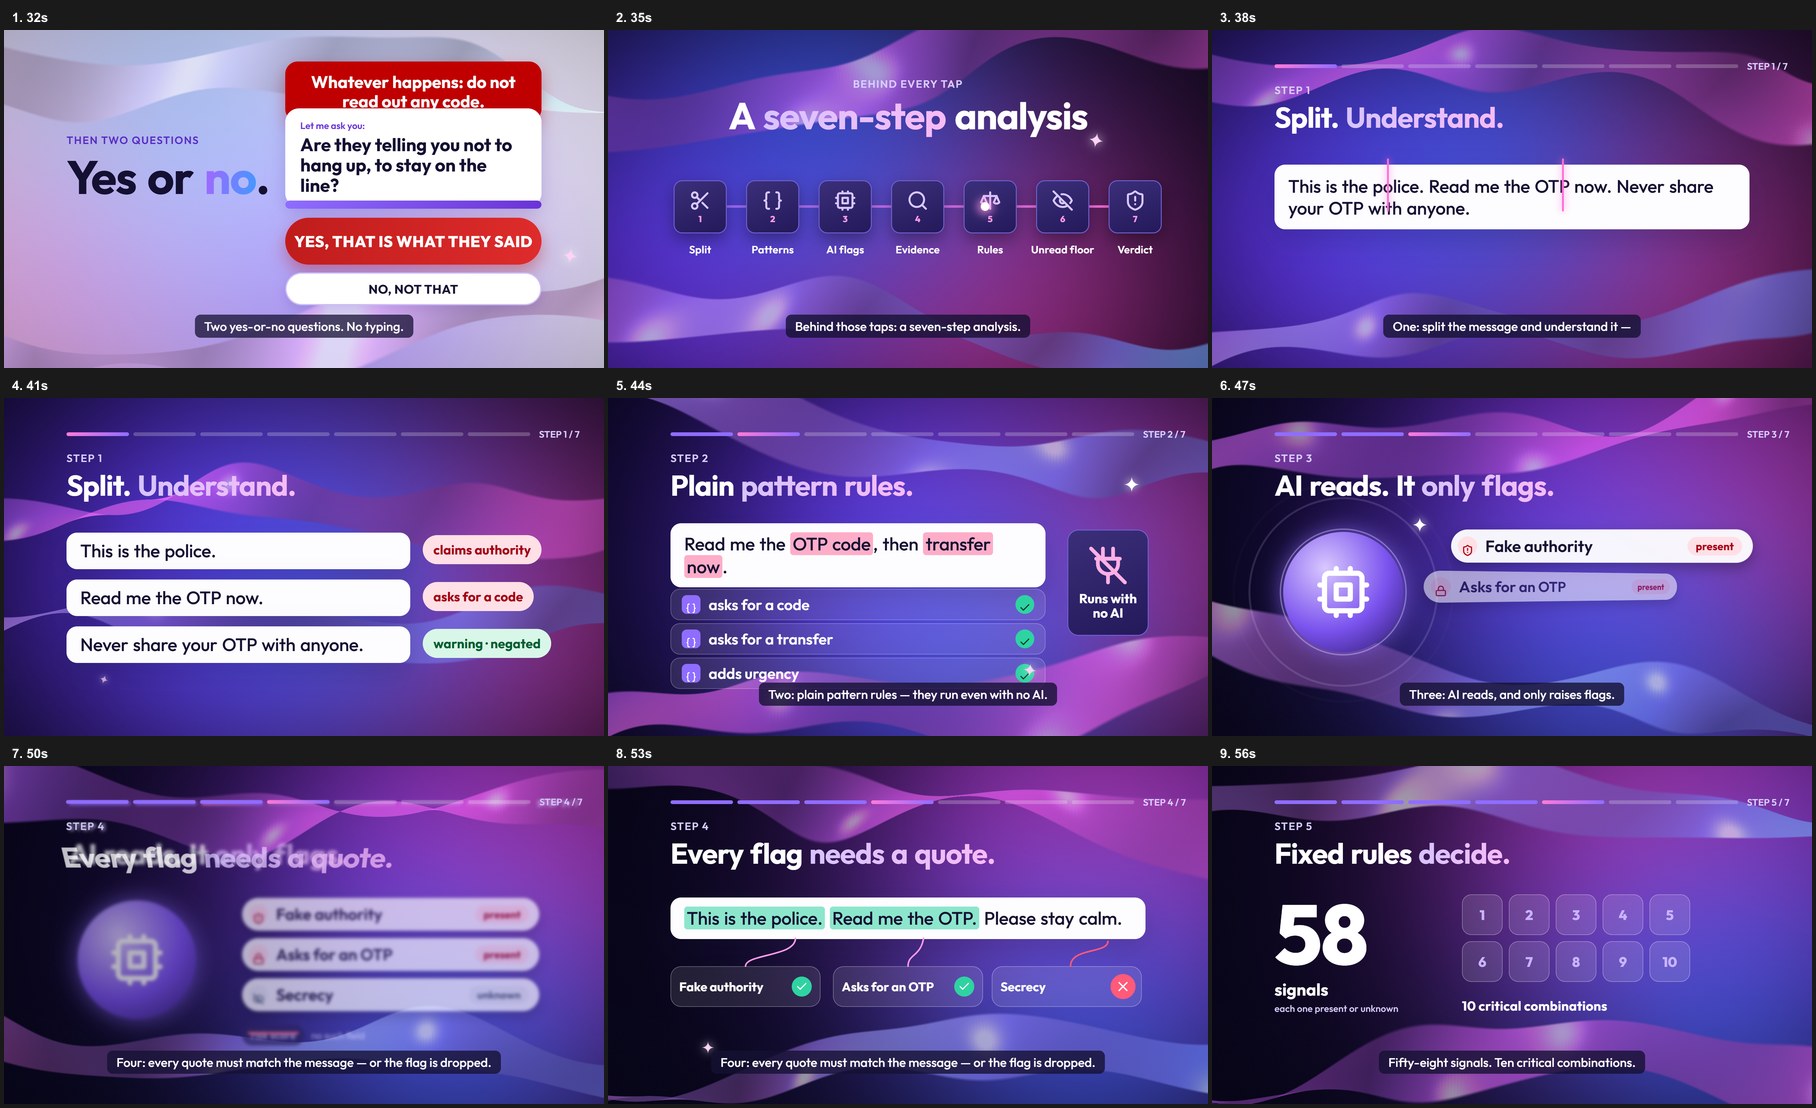 1. 32s
THEN TWO QUESTIONS
Yes or no.
Whatever happens: do not
read out any code.
Let me ask you:
Are they telling you not to
hang up, to stay on the
line?
YES, THAT IS WHAT THEY SAID
NO, NOT THAT
Two yes-or-no questions. No typing.
2. 35s
BEHIND EVERY TAP
A seven-step analysis
1 2 3 4 5 6 7
Split Patterns AI flags Evidence Rules Unread floor Verdict
Behind those taps: a seven-step analysis.
3. 38s
STEP 1 / 7
STEP 1
Split. Understand.
This is the police. Read me the OTP now. Never share
your OTP with anyone.
One: split the message and understand it —
4. 41s
STEP 1 / 7
STEP 1
Split. Understand.
This is the police. claims authority
Read me the OTP now. asks for a code
Never share your OTP with anyone. warning · negated
5. 44s
STEP 2 / 7
STEP 2
Plain pattern rules.
Read me the OTP code, then transfer
now.
{} asks for a code
{} asks for a transfer
{} adds urgency
Runs with
no AI
Two: plain pattern rules — they run even with no AI.
6. 47s
STEP 3 / 7
STEP 3
AI reads. It only flags.
Fake authority present
Asks for an OTP present
Three: AI reads, and only raises flags.
7. 50s
STEP 4 / 7
STEP 4
Every flag needs a quote.
Fake authority present
Asks for an OTP present
Secrecy unknown
Four: every quote must match the message — or the flag is dropped.
8. 53s
STEP 4 / 7
STEP 4
Every flag needs a quote.
This is the police. Read me the OTP. Please stay calm.
Fake authority
Asks for an OTP
Secrecy
Four: every quote must match the message — or the flag is dropped.
9. 56s
STEP 5 / 7
STEP 5
Fixed rules decide.
58
signals
each one present or unknown
1 2 3 4 5
6 7 8 9 10
10 critical combinations
Fifty-eight signals. Ten critical combinations.